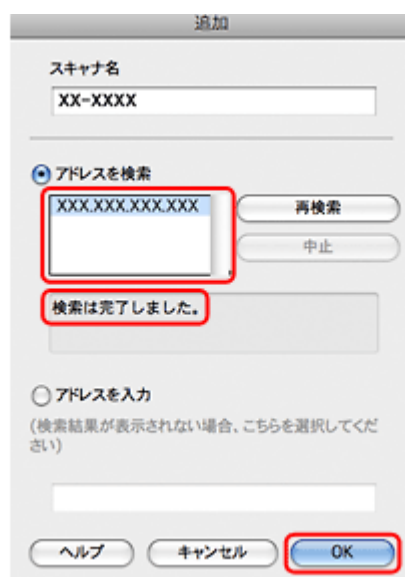 追加
スキャナ名
XX-XXXX
アドレスを検索
XXX.XXX.XXX.XXX
再検索
中止
検索は完了しました。
アドレスを入力
(検索結果が表示されない場合、こちらを選択してくだ
さい)
ヘルプ
キャンセル
OK